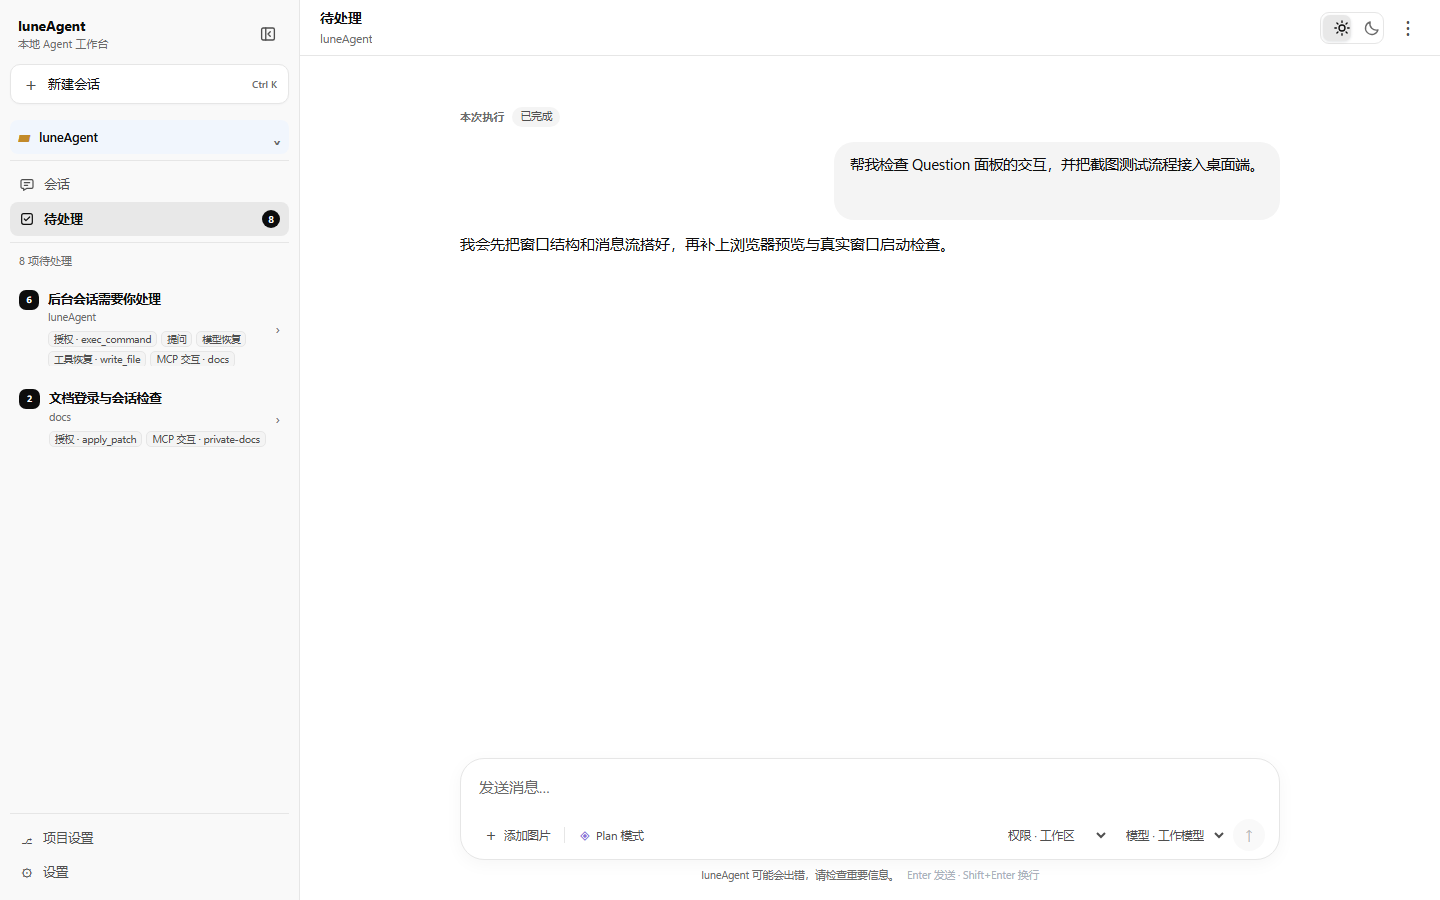 luneAgent
本地 Agent 工作台
新建会话 Ctrl K
luneAgent
会话
待处理 8
8 项待处理
6 后台会话需要你处理
luneAgent
授权 · exec_command 提问 模型恢复
工具恢复 · write_file MCP 交互 · docs
2 文档登录与会话检查
docs
授权 · apply_patch MCP 交互 · private-docs
项目设置
设置
待处理
luneAgent
本次执行 已完成
帮我检查 Question 面板的交互，并把截图测试流程接入桌面端。
我会先把窗口结构和消息流搭好，再补上浏览器预览与真实窗口启动检查。
发送消息...
+ 添加图片 Plan 模式 权限 · 工作区 模型 · 工作模型
luneAgent 可能会出错，请检查重要信息。 Enter 发送 · Shift+Enter 换行